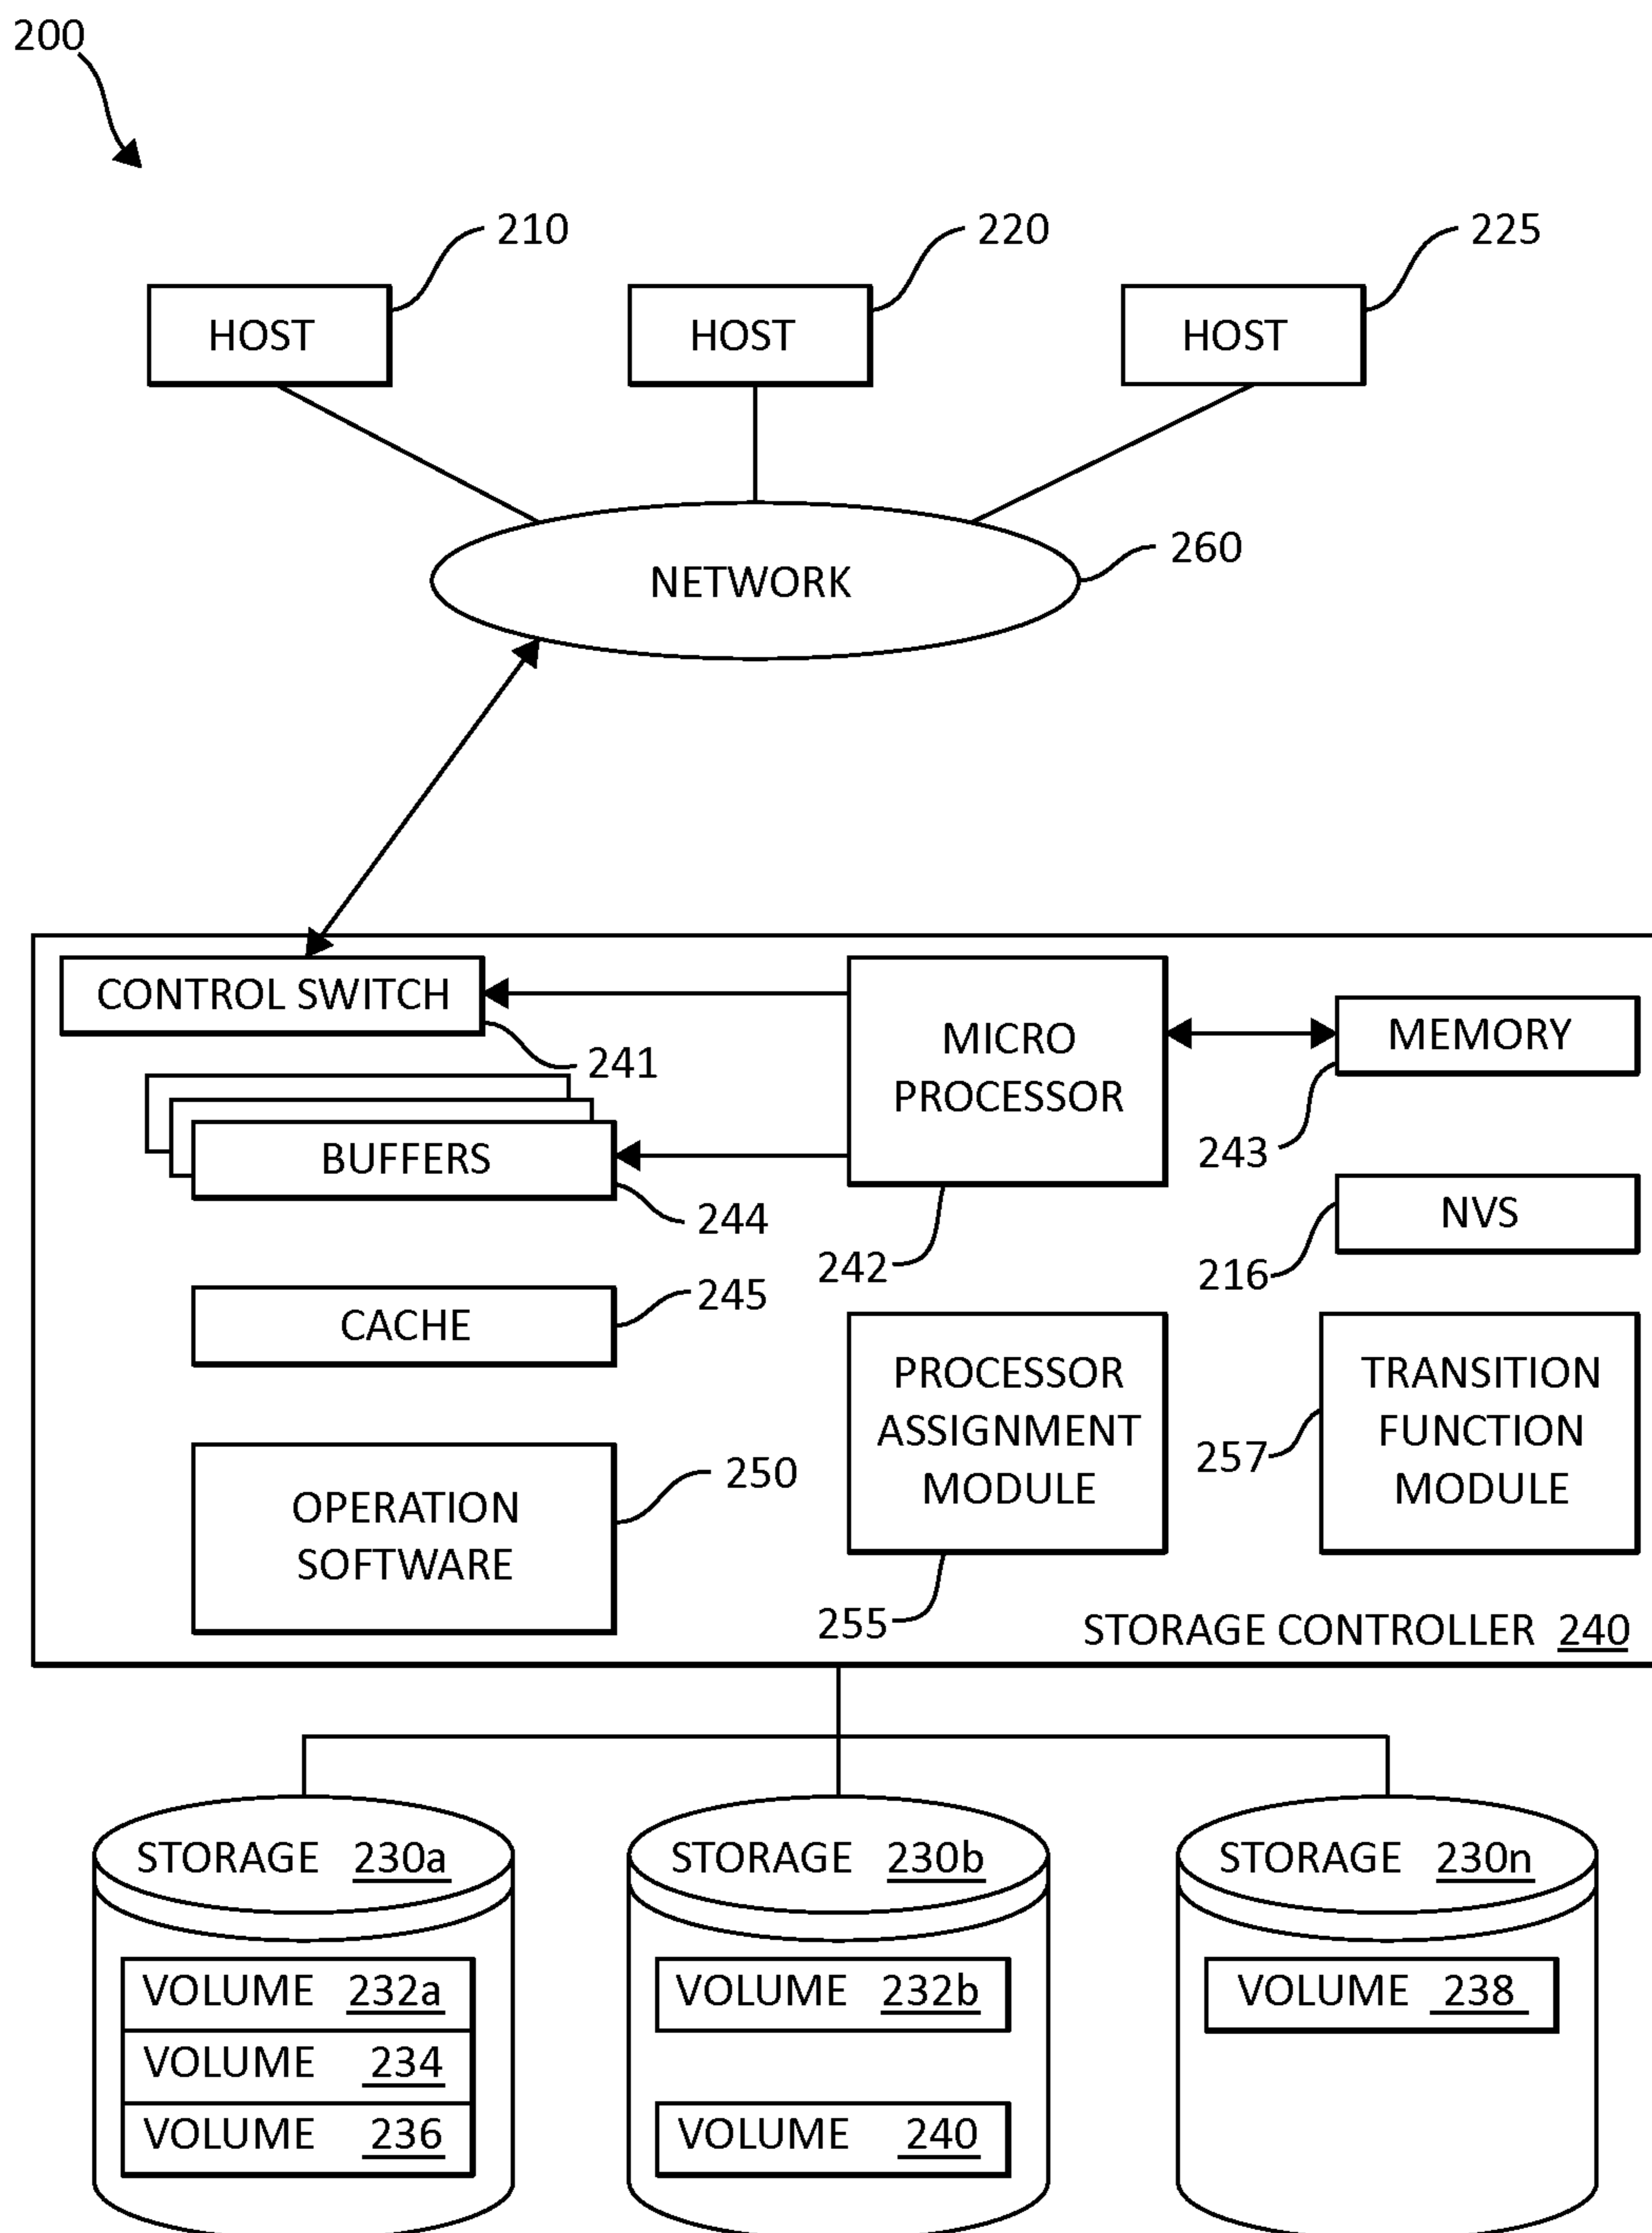 200
210
220
225
HOST
HOST
HOST
260
NETWORK
CONTROL SWITCH
241
MICRO
PROCESSOR
242
MEMORY
243
BUFFERS
244
NVS
216
CACHE
245
PROCESSOR
ASSIGNMENT
MODULE
255
TRANSITION
FUNCTION
MODULE
257
OPERATION
SOFTWARE
250
STORAGE CONTROLLER 240
STORAGE 230a
STORAGE 230b
STORAGE 230n
VOLUME 232a
VOLUME 234
VOLUME 236
VOLUME 232b
VOLUME 240
VOLUME 238